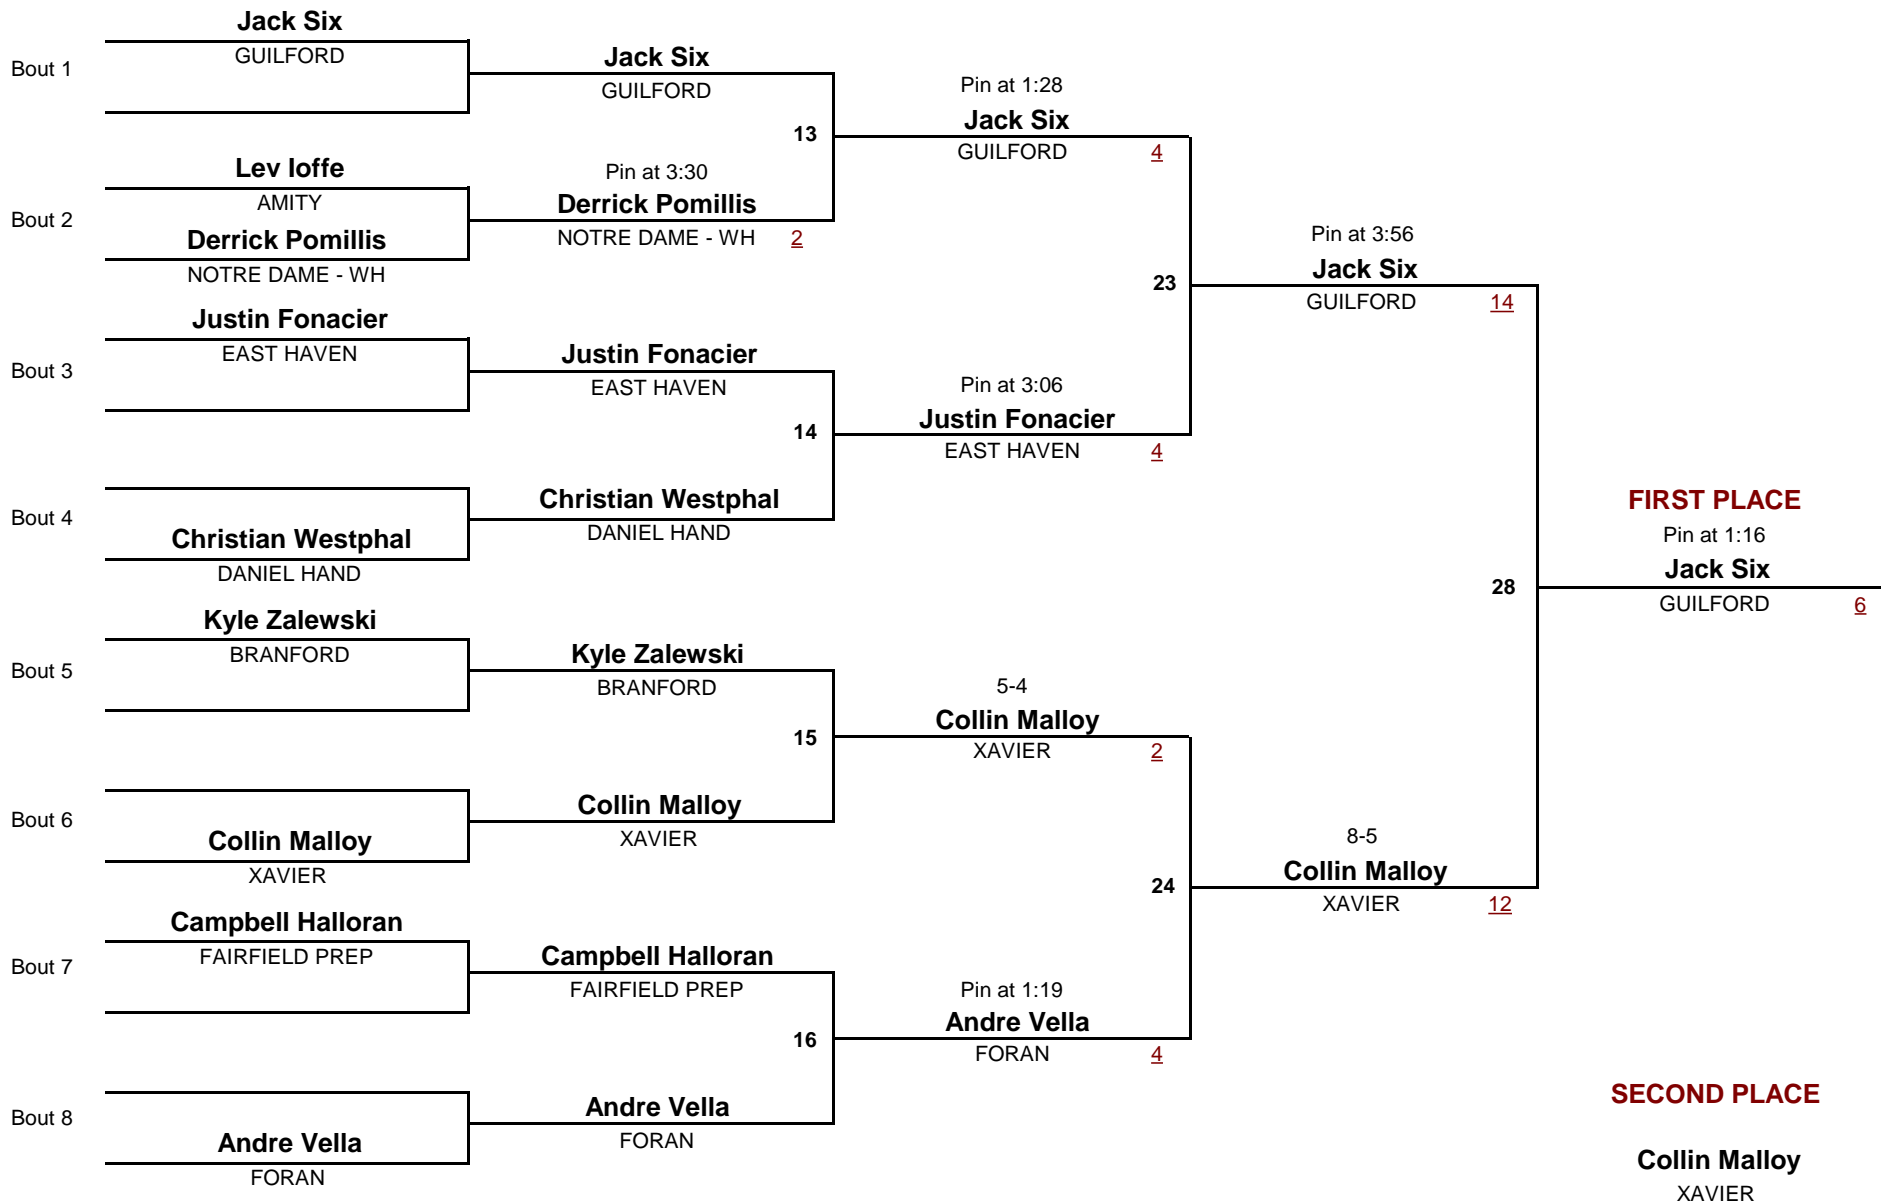 Jack Six
Bout 1
GUILFORD
Lev Ioffe
Bout 2
AMITY
Derrick Pomillis
NOTRE DAME - WH
Justin Fonacier
Bout 3
EAST HAVEN
Bout 4
Christian Westphal
DANIEL HAND
Kyle Zalewski
Bout 5
BRANFORD
Bout 6
Collin Malloy
XAVIER
Campbell Halloran
Bout 7
FAIRFIELD PREP
Bout 8
Andre Vella
FORAN
Jack Six
GUILFORD
13
Pin at 3:30
Derrick Pomillis
NOTRE DAME - WH 2
Justin Fonacier
EAST HAVEN
14
Christian Westphal
DANIEL HAND
Kyle Zalewski
BRANFORD
15
Collin Malloy
XAVIER
Campbell Halloran
FAIRFIELD PREP
16
Andre Vella
FORAN
Pin at 1:28
Jack Six
GUILFORD 4
23
Pin at 3:06
Justin Fonacier
EAST HAVEN 4
5-4
Collin Malloy
XAVIER 2
24
Pin at 1:19
Andre Vella
FORAN 4
Pin at 3:56
Jack Six
GUILFORD 14
28
8-5
Collin Malloy
XAVIER 12
FIRST PLACE
Pin at 1:16
Jack Six
GUILFORD 6
SECOND PLACE
Collin Malloy
XAVIER